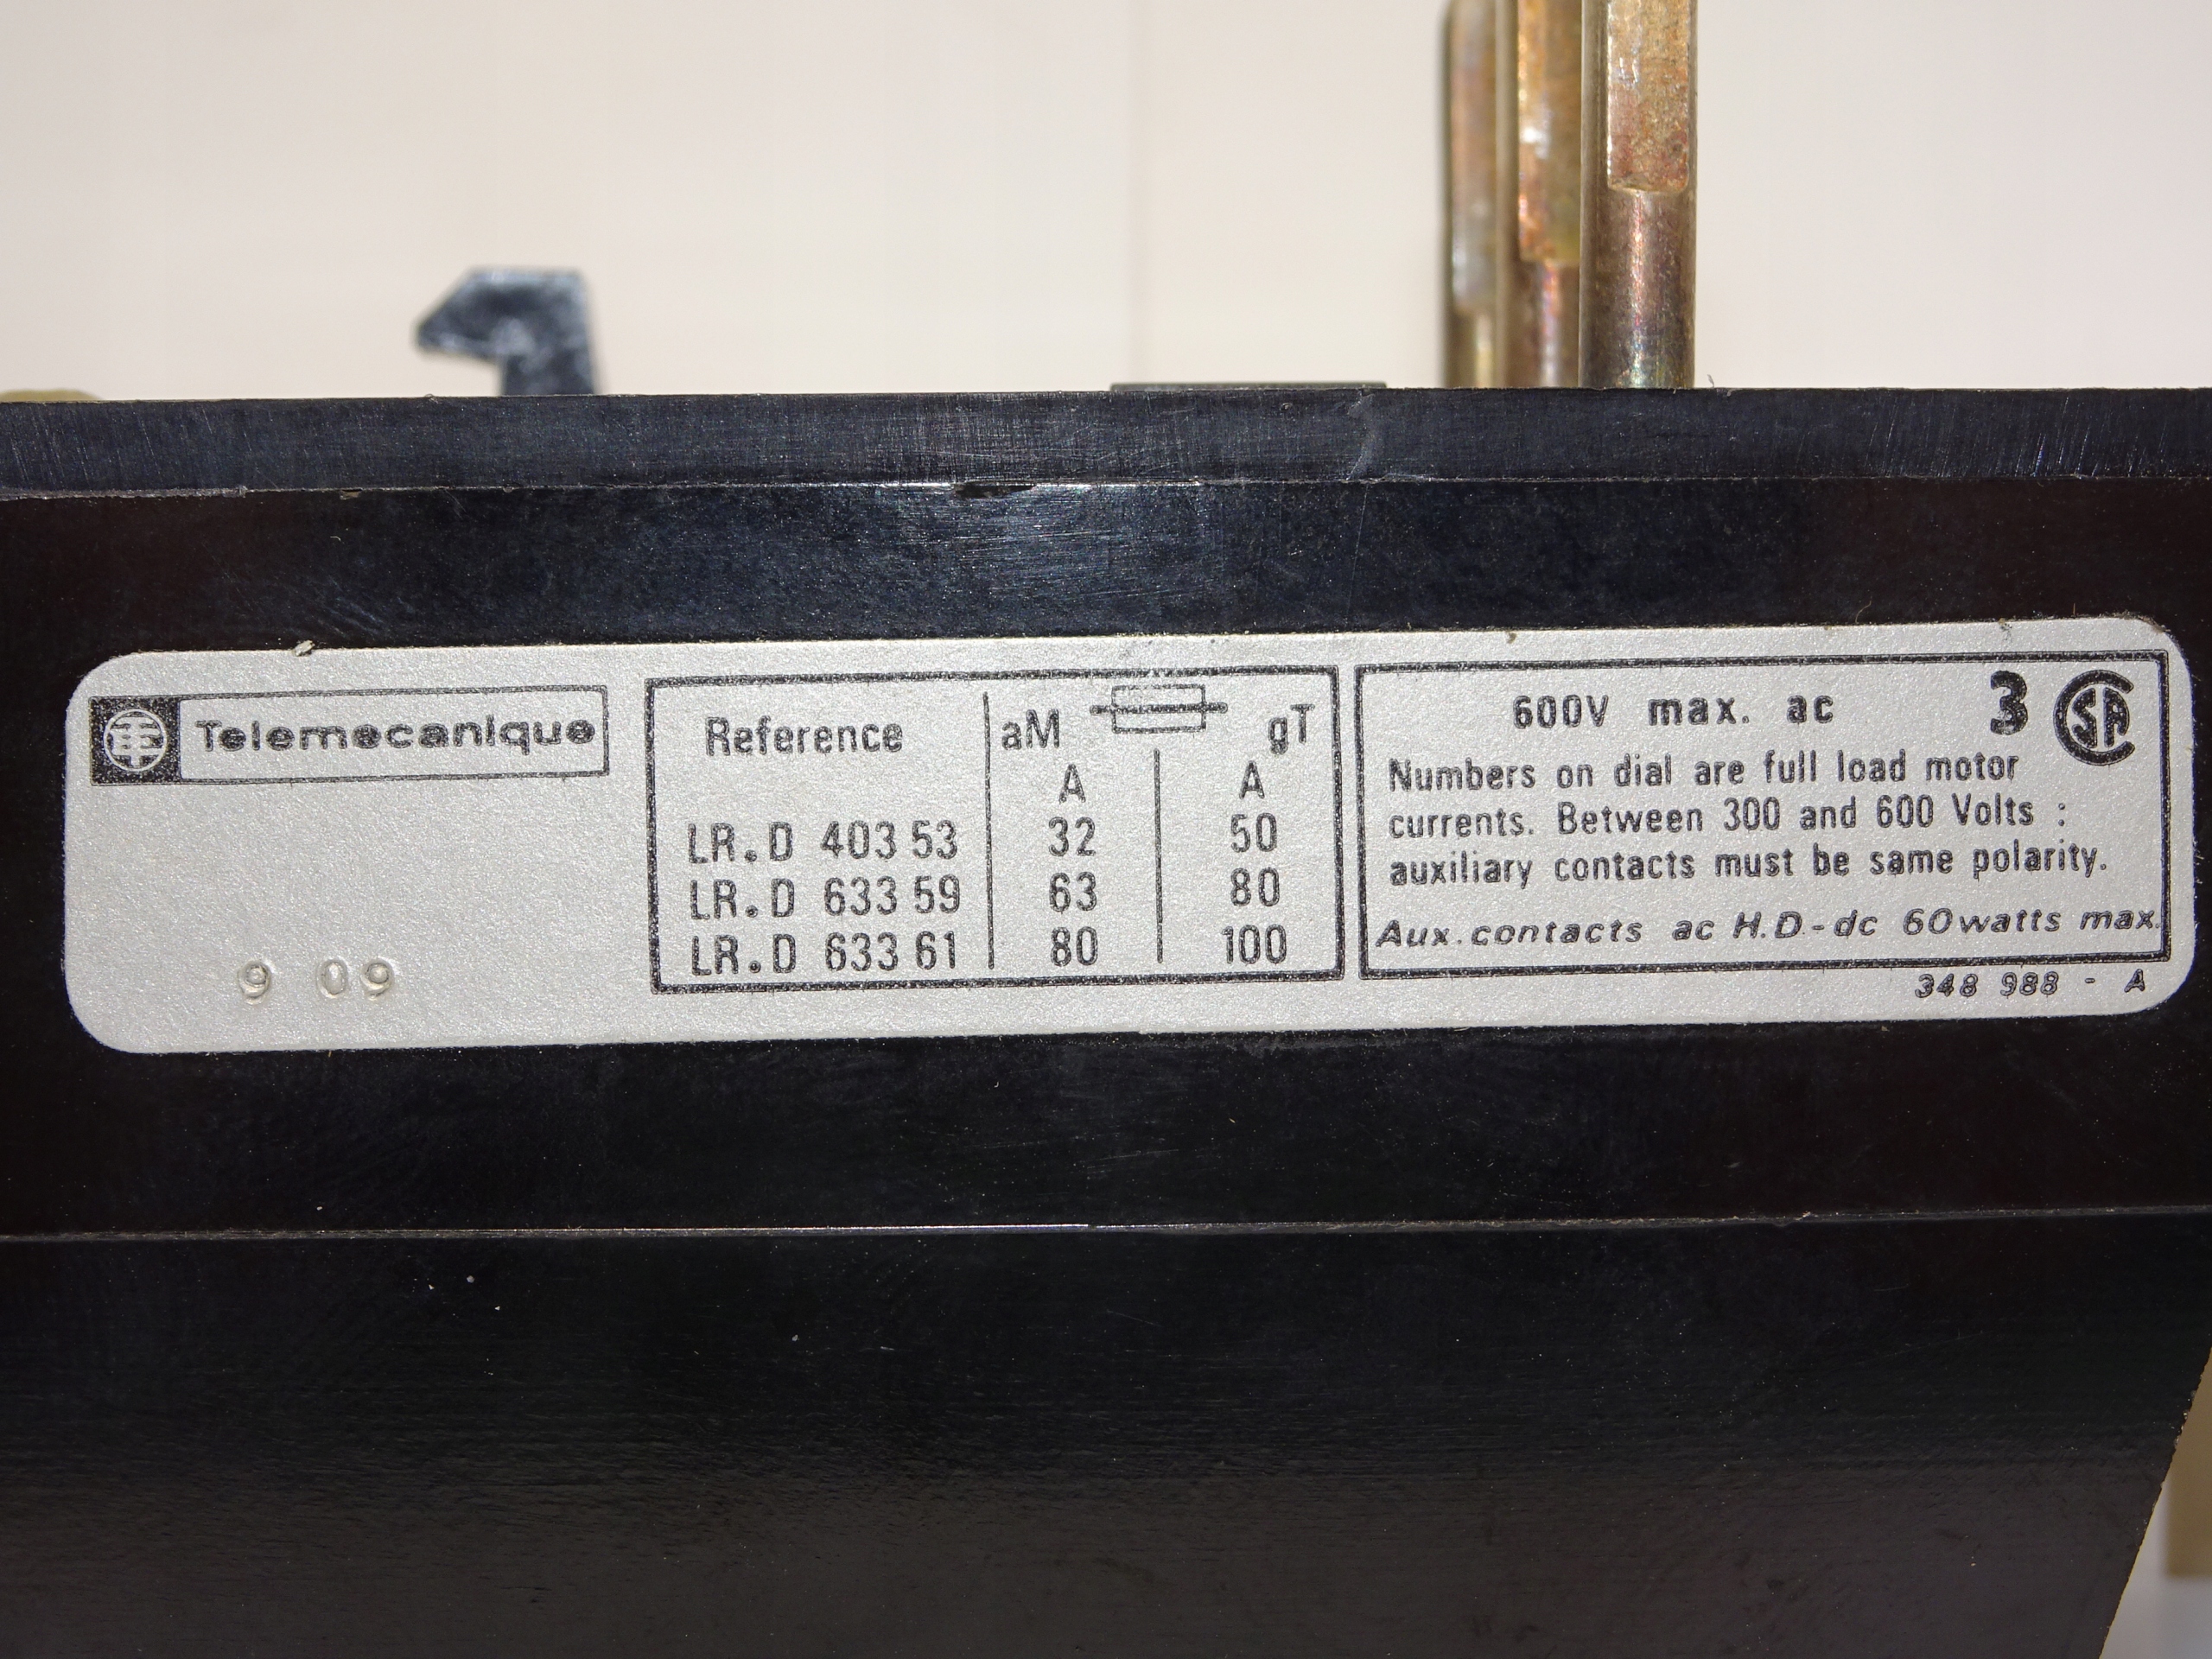 Telemecanique
9 09
Reference aM gT
A A
LR.D 403 53 32 50
LR.D 633 59 63 80
LR.D 633 61 80 100
600V max. ac 3 CSA
Numbers on dial are full load motor
currents. Between 300 and 600 Volts :
auxiliary contacts must be same polarity.
Aux. contacts ac H.D.-dc 60watts max.
348 988 - A